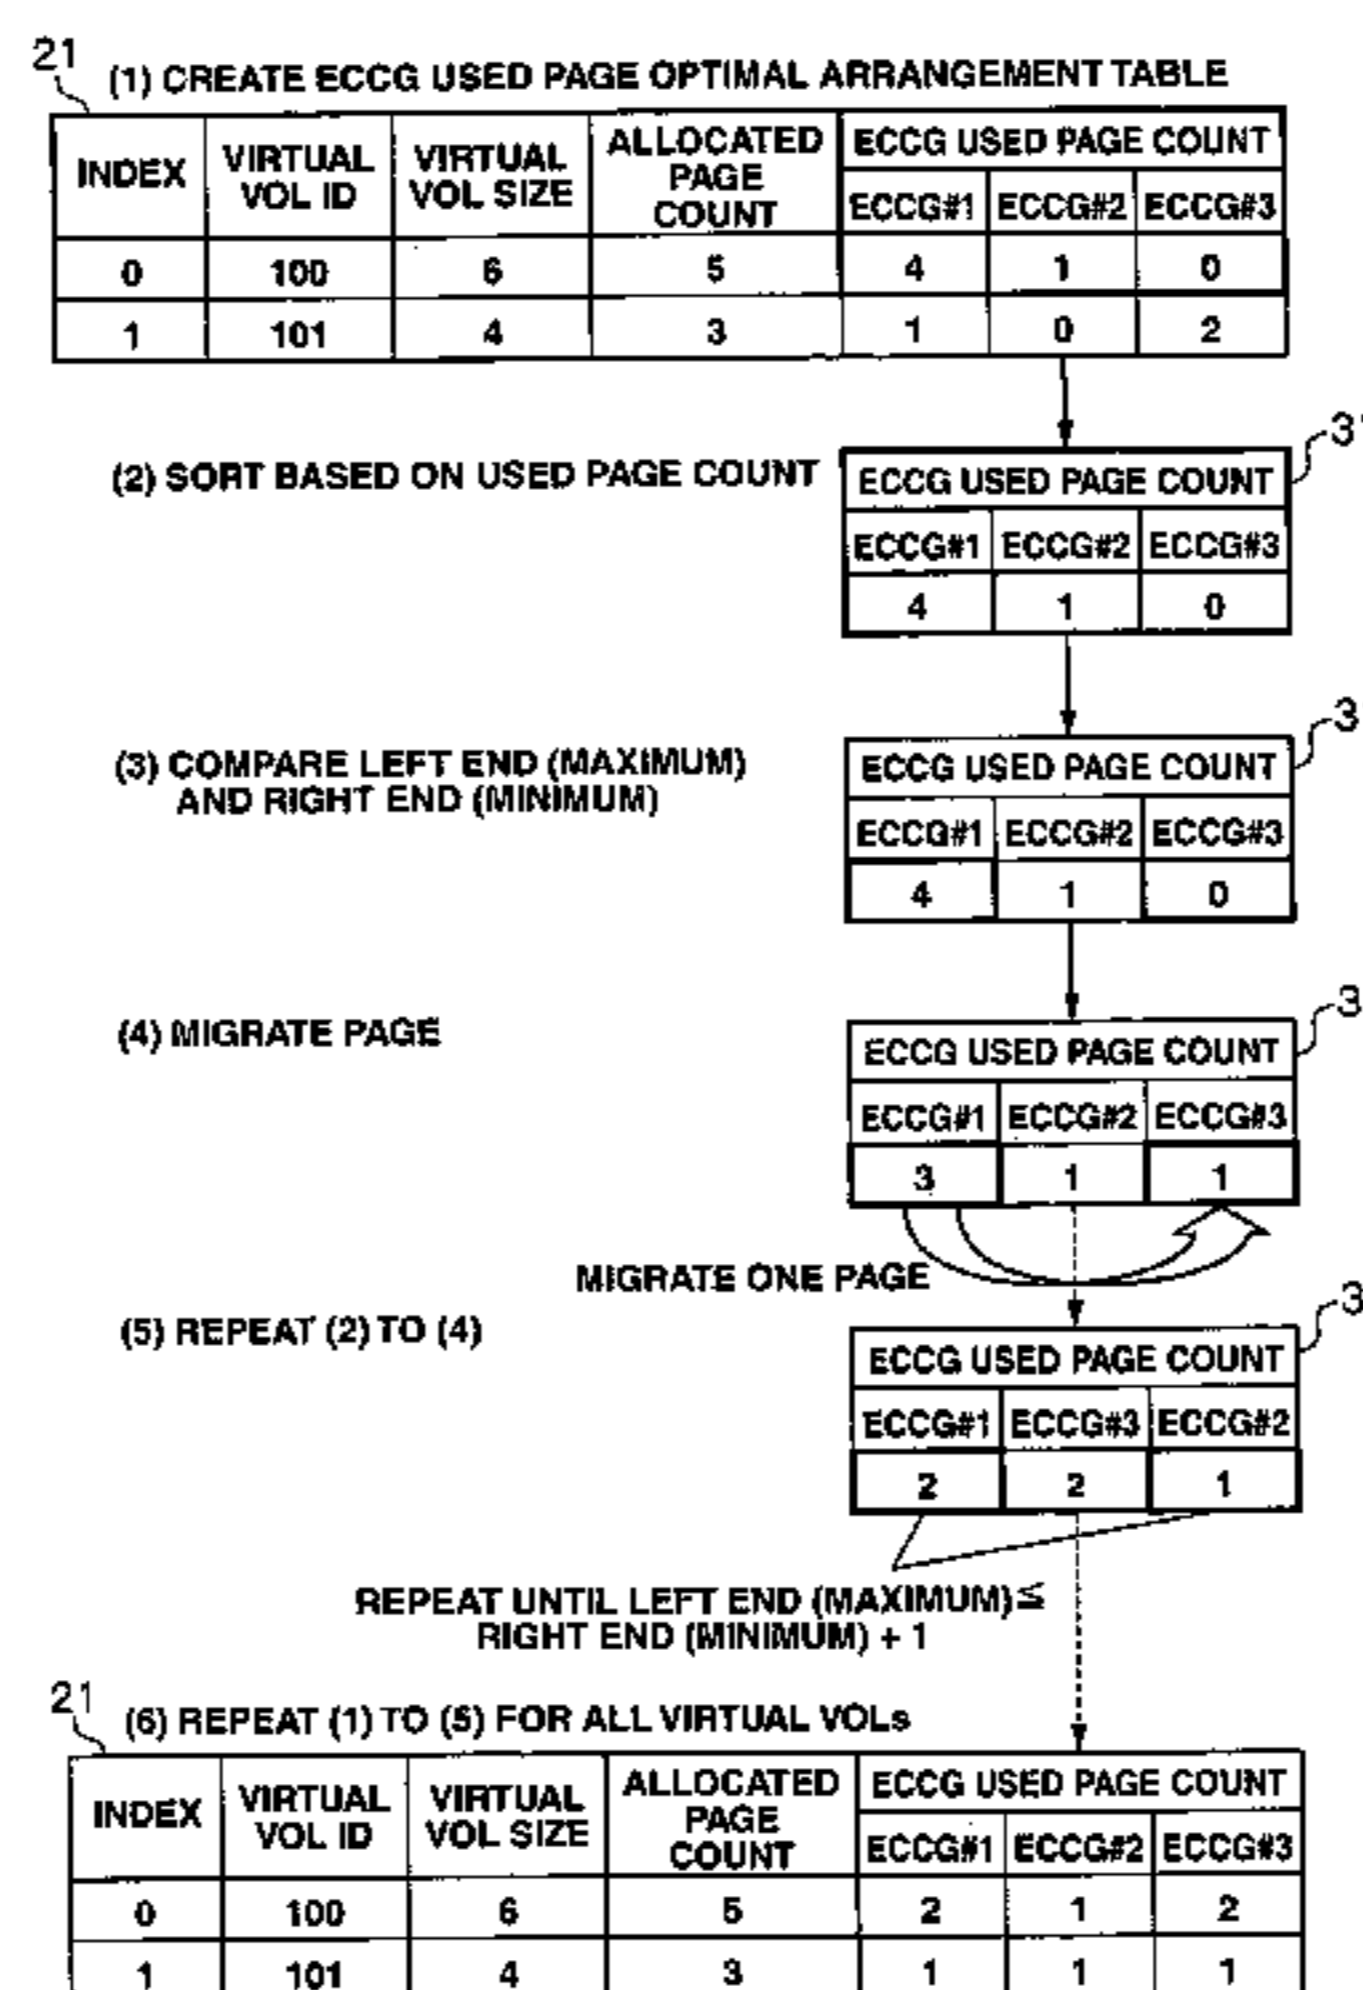 21
(1) CREATE ECCG USED PAGE OPTIMAL ARRANGEMENT TABLE
INDEX VIRTUAL VOL ID VIRTUAL VOL SIZE ALLOCATED PAGE COUNT ECCG USED PAGE COUNT
ECCG#1 ECCG#2 ECCG#3
0 100 6 5 4 1 0
1 101 4 3 1 0 2
(2) SORT BASED ON USED PAGE COUNT
ECCG USED PAGE COUNT
ECCG#1 ECCG#2 ECCG#3
4 1 0
(3) COMPARE LEFT END (MAXIMUM)
AND RIGHT END (MINIMUM)
ECCG USED PAGE COUNT
ECCG#1 ECCG#2 ECCG#3
4 1 0
(4) MIGRATE PAGE
ECCG USED PAGE COUNT
ECCG#1 ECCG#2 ECCG#3
3 1 1
MIGRATE ONE PAGE
(5) REPEAT (2) TO (4)
ECCG USED PAGE COUNT
ECCG#1 ECCG#3 ECCG#2
2 2 1
REPEAT UNTIL LEFT END (MAXIMUM) ≦
RIGHT END (MINIMUM) + 1
21
(6) REPEAT (1) TO (5) FOR ALL VIRTUAL VOLs
INDEX VIRTUAL VOL ID VIRTUAL VOL SIZE ALLOCATED PAGE COUNT ECCG USED PAGE COUNT
ECCG#1 ECCG#2 ECCG#3
0 100 6 5 2 1 2
1 101 4 3 1 1 1